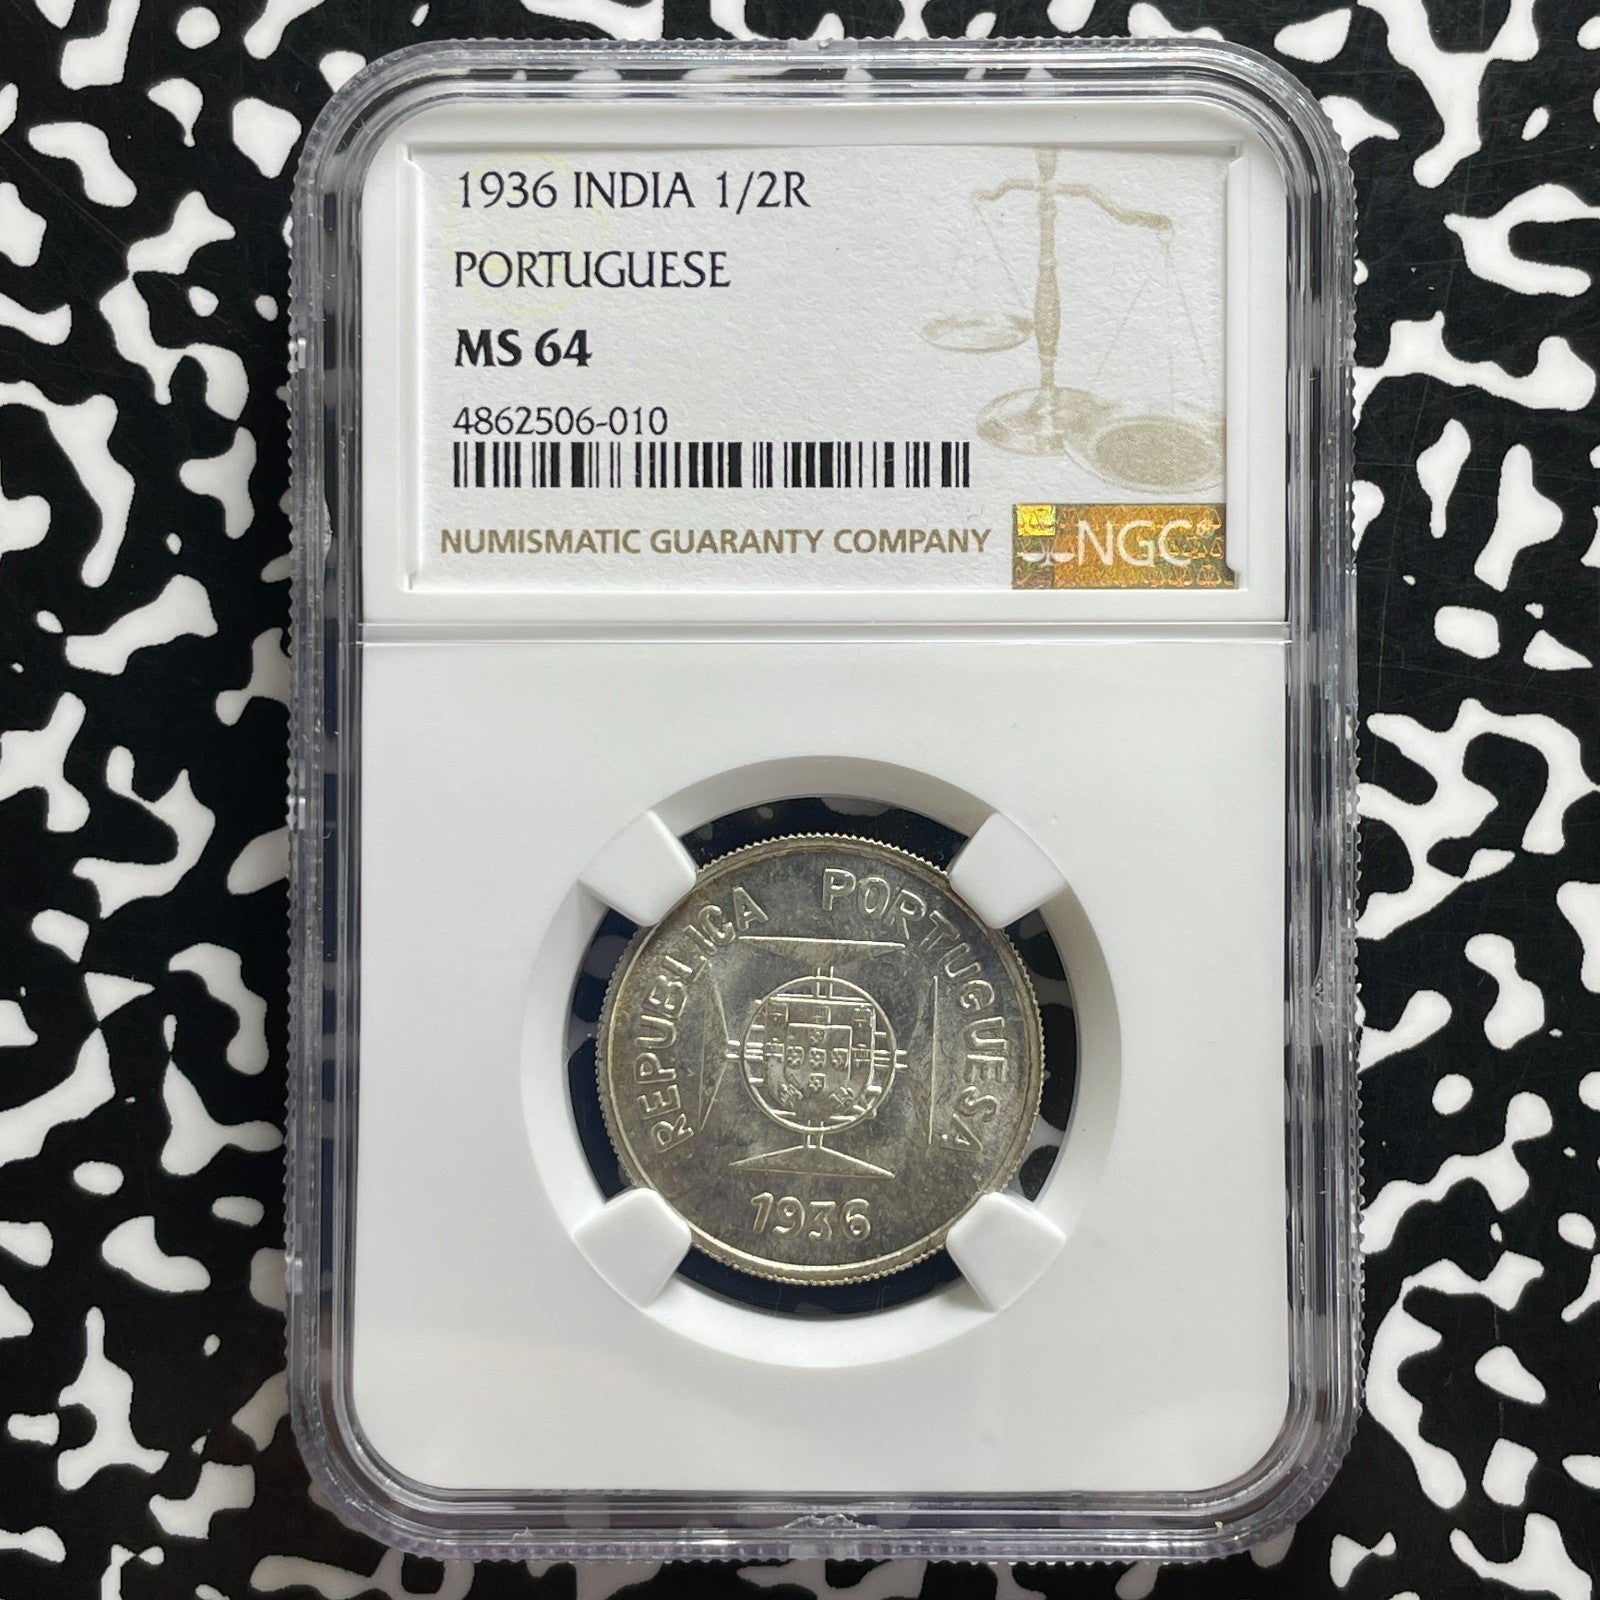 1936 INDIA 1/2R
PORTUGUESE
MS 64
4862506-010
NUMISMATIC GUARANTY COMPANY
NGC
REPUBLICA PORTUGUESA
1936